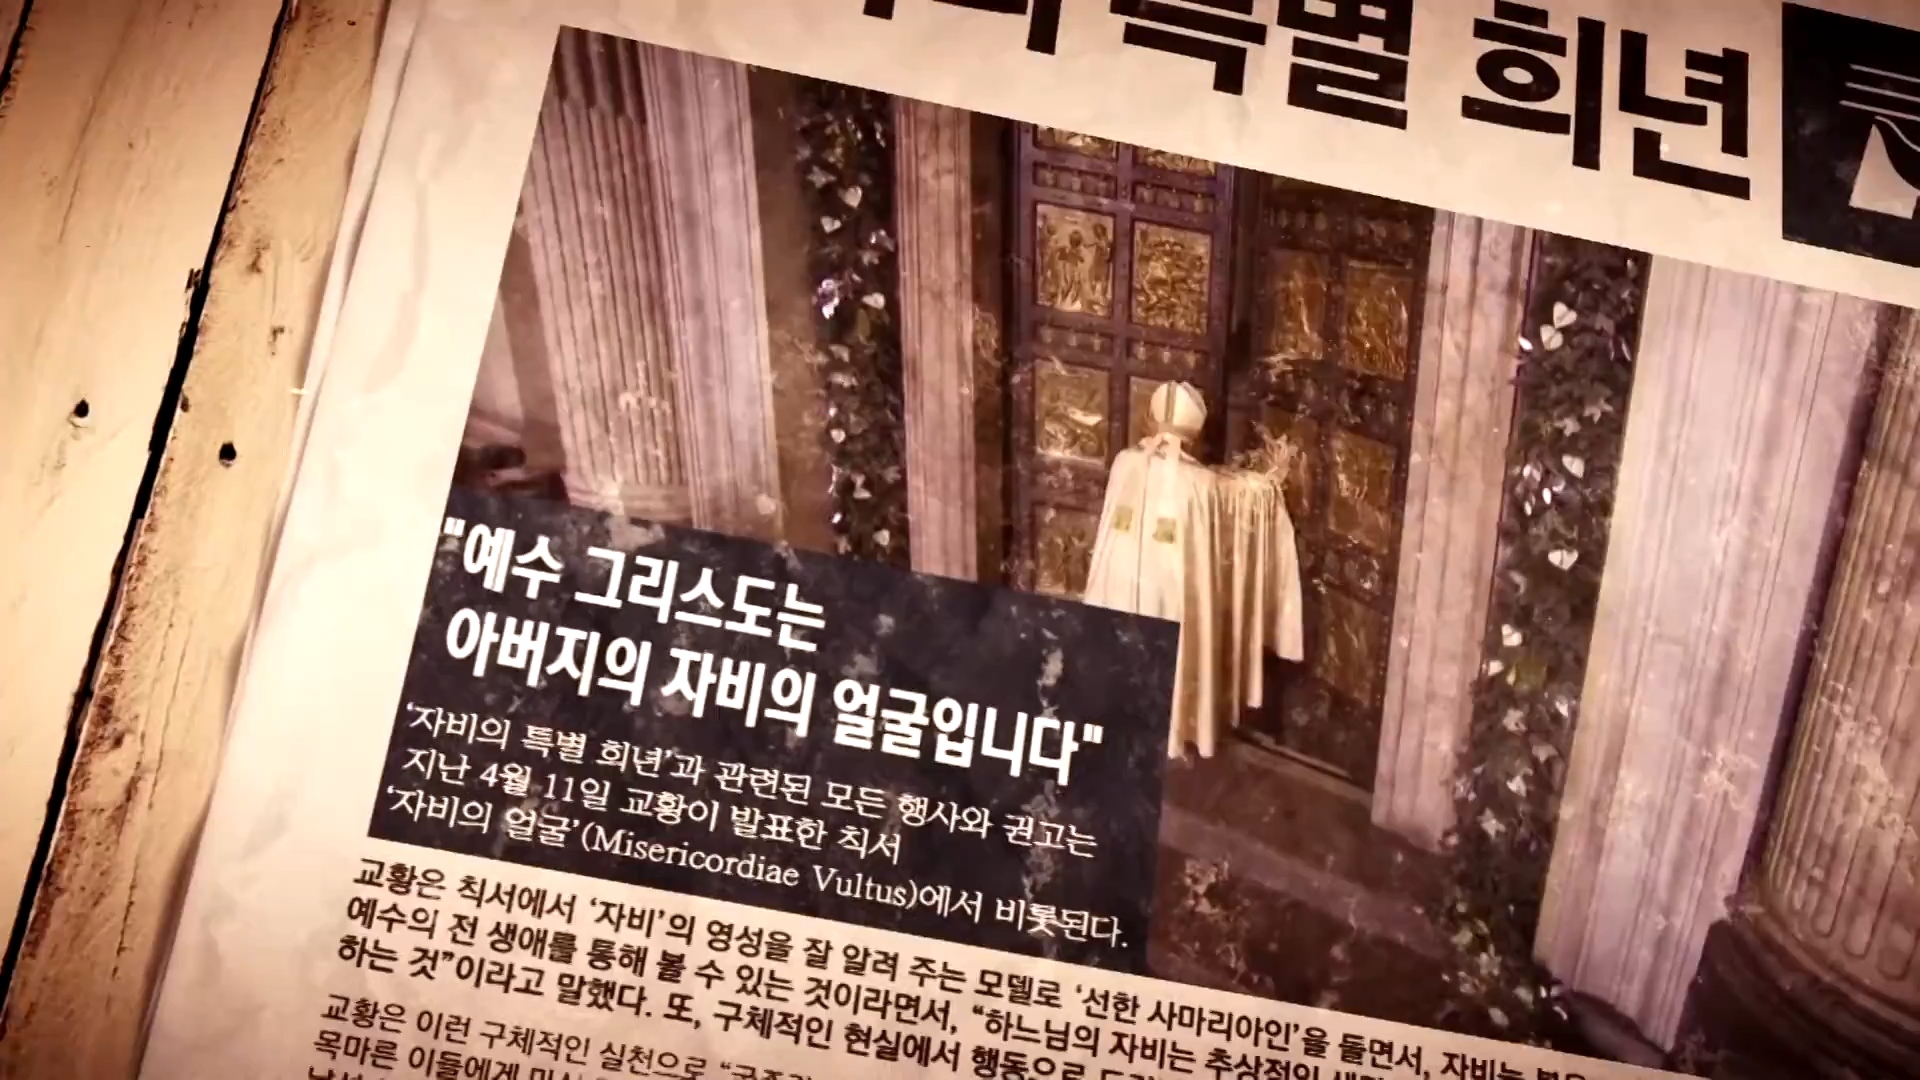 특별 희년
"예수 그리스도는
아버지의 자비의 얼굴입니다"
‘자비의 특별 희년’과 관련된 모든 행사와 권고는
지난 4월 11일 교황이 발표한 칙서
‘자비의 얼굴’(Misericordiae Vultus)에서 비롯된다.
교황은 칙서에서 ‘자비’의 영성을 잘 알려 주는 모델로 ‘선한 사마리아인’을 들면서, 자비는
예수의 전 생애를 통해 볼 수 있는 것이라면서, “하느님의 자비는 추상적인
하는 것”이라고 말했다. 또, 구체적인 현실에서 행동으로
교황은 이런 구체적인 실천으로
목마른 이들에게